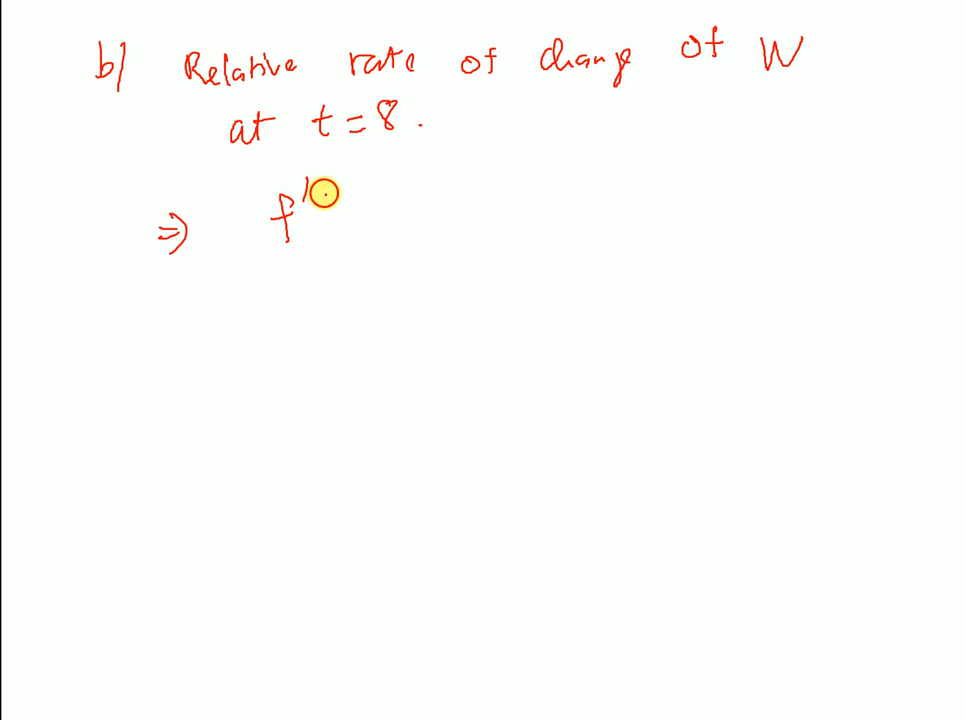 b) Relative rate of change of W
at t = 8.
⇒ f'